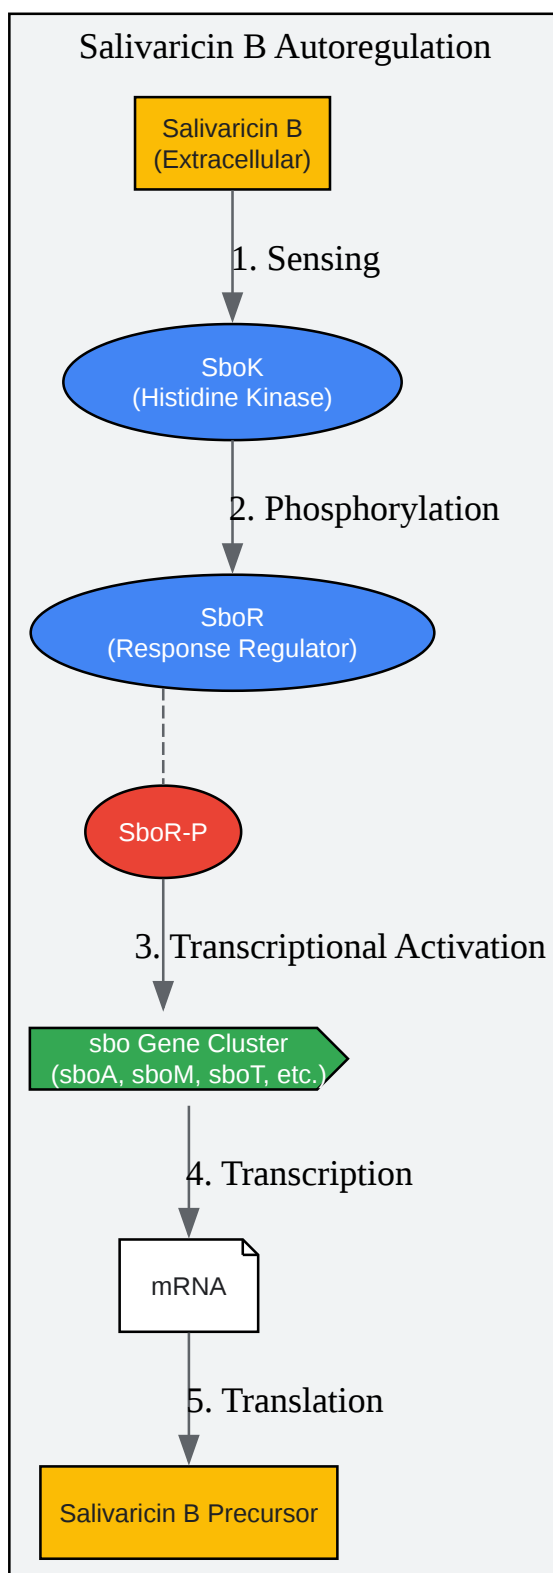 Salivaricin B Autoregulation
Salivaricin B
(Extracellular)
1. Sensing
SboK
(Histidine Kinase)
2. Phosphorylation
SboR
(Response Regulator)
SboR-P
3. Transcriptional Activation
sbo Gene Cluster
(sboA, sboM, sboT, etc.)
4. Transcription
mRNA
5. Translation
Salivaricin B Precursor